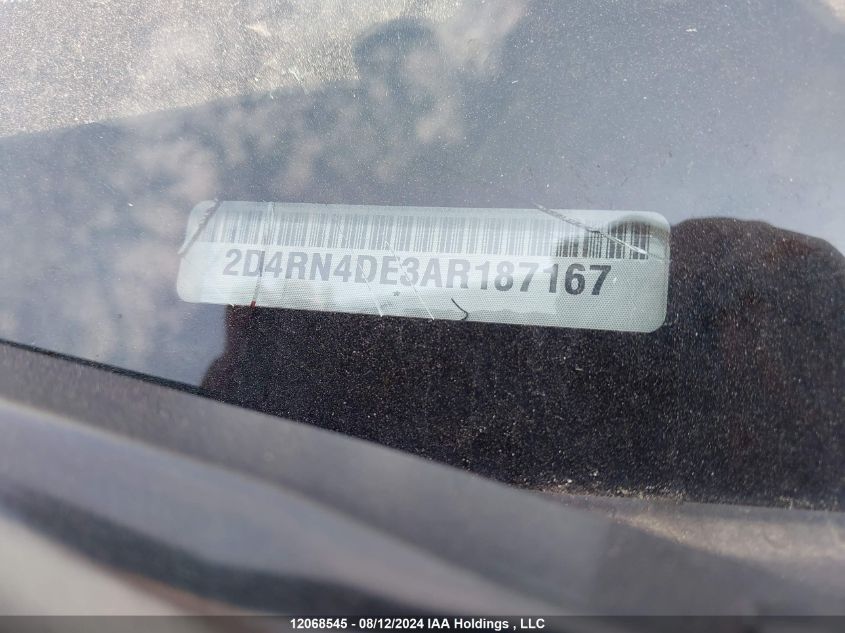 2D4RN4DE3AR187167
12068545 - 08/12/2024 IAA Holdings , LLC